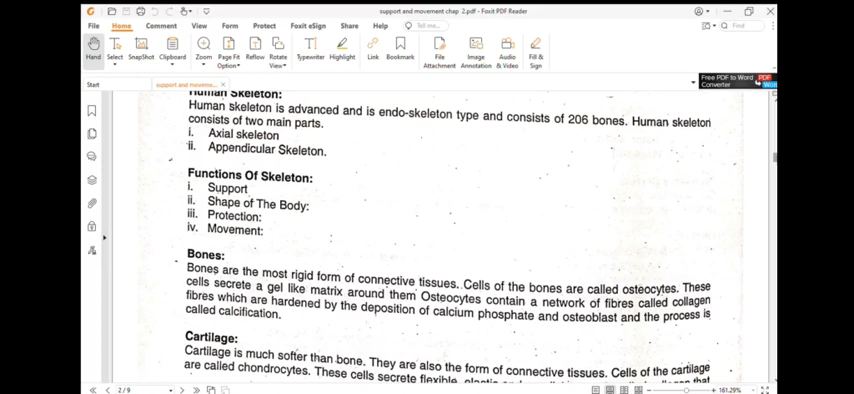 support and movement chap 2.pdf - Foxit PDF Reader
File Home Comment View Form Protect Foxit eSign Share Help Tell me... Find
Hand Select SnapShot Clipboard Zoom Page Fit Option Reflow Rotate View Typewriter Highlight Link Bookmark File Attachment Image Annotation Audio & Video Fill & Sign
Start support and moveme... Free PDF to Word Converter PDF
Human Skeleton:
Human skeleton is advanced and is endo-skeleton type and consists of 206 bones. Human skeleton
consists of two main parts.
i. Axial skeleton
ii. Appendicular Skeleton.
Functions Of Skeleton:
i. Support
ii. Shape of The Body:
iii. Protection:
iv. Movement:
Bones:
Bones are the most rigid form of connective tissues. Cells of the bones are called osteocytes. These
cells secrete a gel like matrix around them Osteocytes contain a network of fibres called collagen
fibres which are hardened by the deposition of calcium phosphate and osteoblast and the process is
called calcification.
Cartilage:
Cartilage is much softer than bone. They are also the form of connective tissues. Cells of the cartilage
are called chondrocytes. These cells secrete flexible, elastic
2 / 9 161.29%